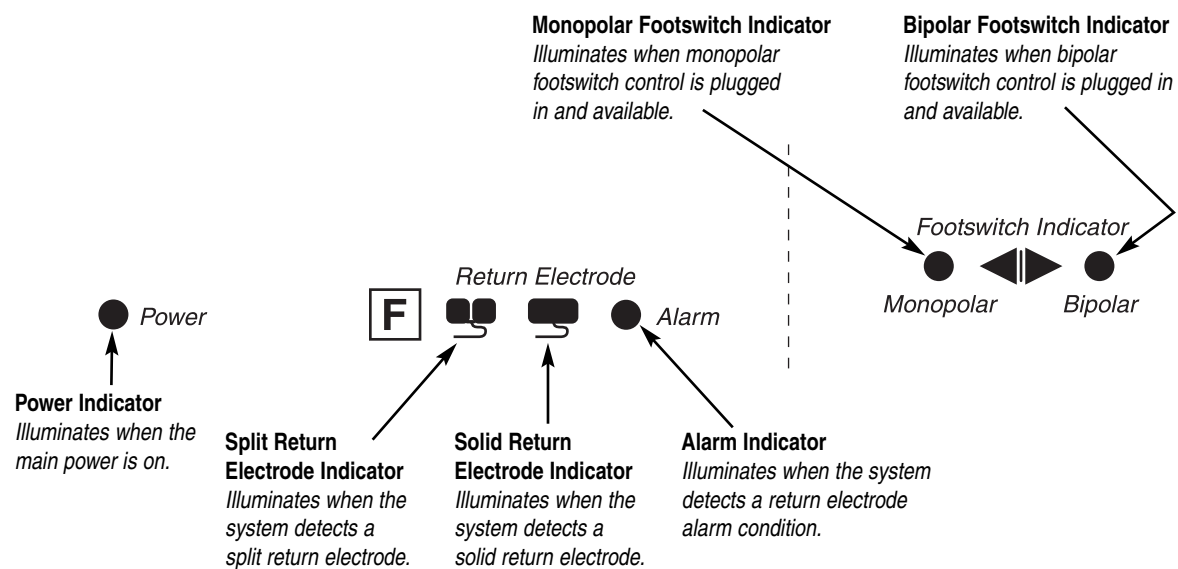 Monopolar Footswitch Indicator
Illuminates when monopolar
footswitch control is plugged
in and available.
Bipolar Footswitch Indicator
Illuminates when bipolar
footswitch control is plugged in
and available.
Footswitch Indicator
Monopolar
Bipolar
Return Electrode
Power
F
Alarm
Power Indicator
Illuminates when the
main power is on.
Split Return
Electrode Indicator
Illuminates when the
system detects a
split return electrode.
Solid Return
Electrode Indicator
Illuminates when the
system detects a
solid return electrode.
Alarm Indicator
Illuminates when the system
detects a return electrode
alarm condition.